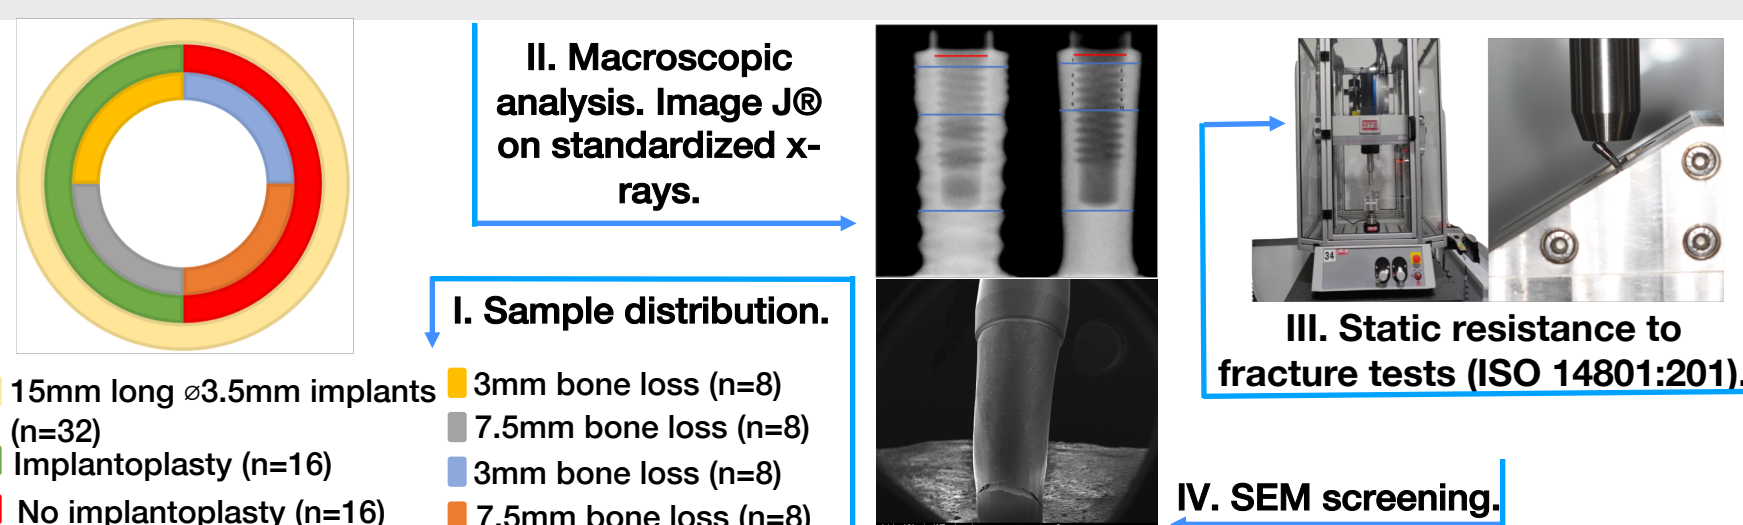 II. Macroscopic
analysis. Image J®
on standardized x-
rays.
I. Sample distribution.
15mm long ⌀3.5mm implants
(n=32)
Implantoplasty (n=16)
No implantoplasty (n=16)
3mm bone loss (n=8)
7.5mm bone loss (n=8)
3mm bone loss (n=8)
7.5mm bone loss (n=8)
34
III. Static resistance to
fracture tests (ISO 14801:201).
IV. SEM screening.